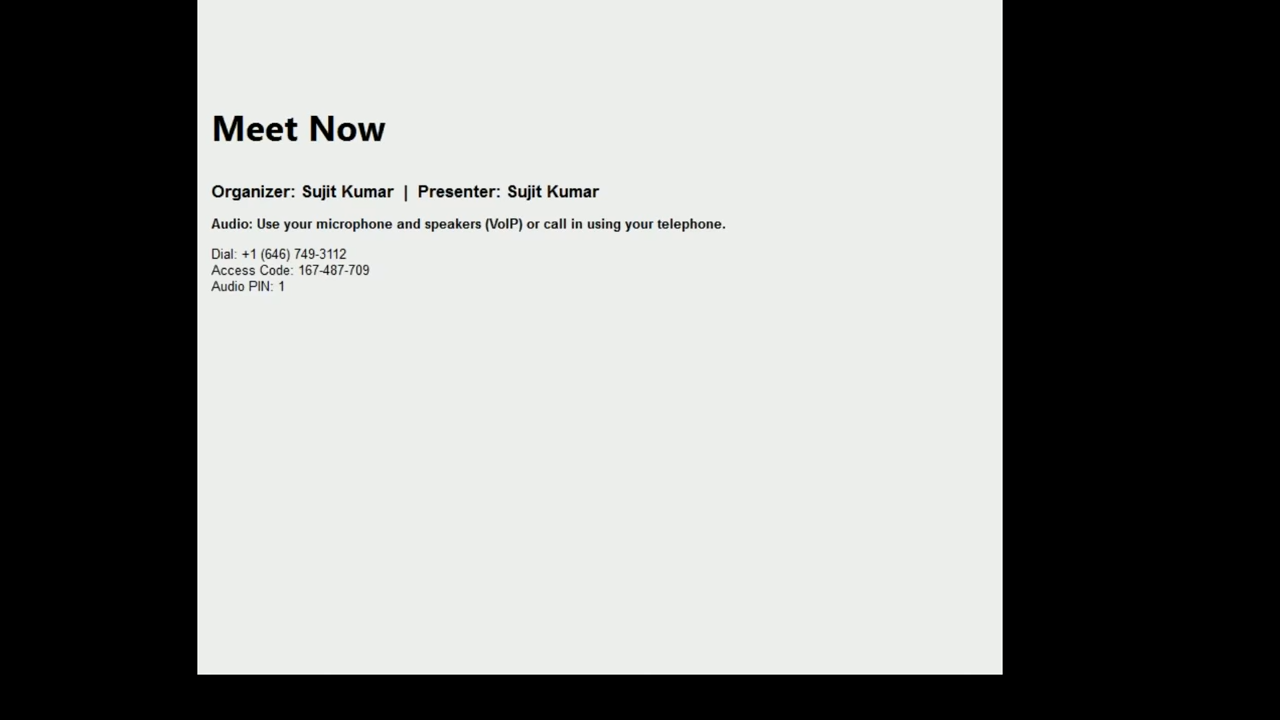 Meet Now
Organizer: Sujit Kumar | Presenter: Sujit Kumar
Audio: Use your microphone and speakers (VoIP) or call in using your telephone.
Dial: +1 (646) 749-3112
Access Code: 167-487-709
Audio PIN: 1